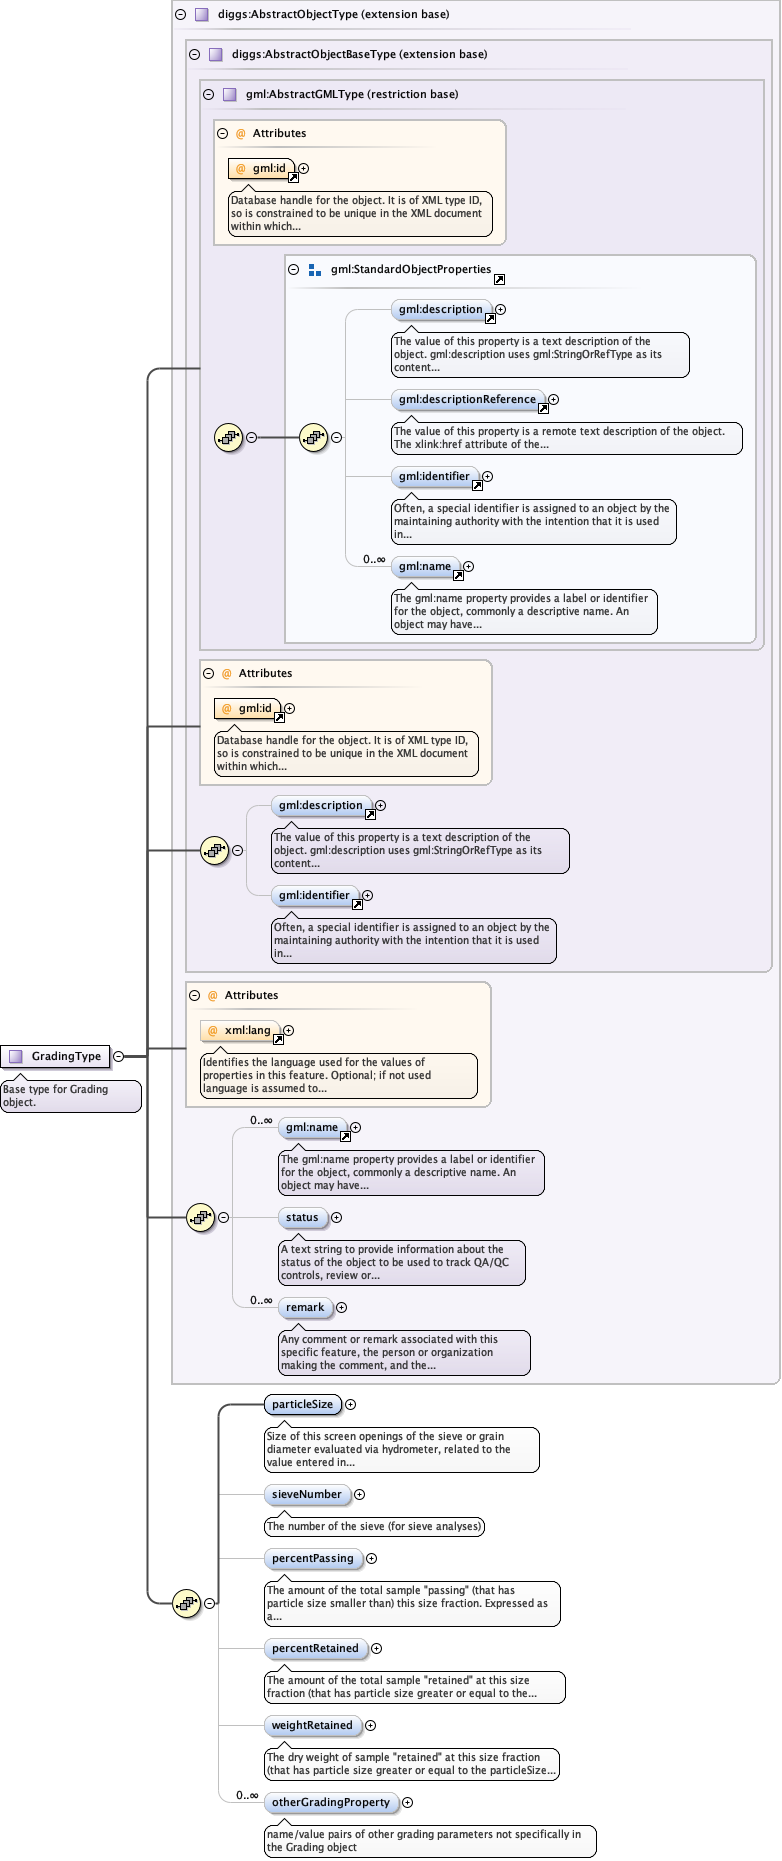 diggs:AbstractObjectType (extension base)
diggs:AbstractObjectBaseType (extension base)
gml:AbstractGMLType (restriction base)
@ Attributes
@ gml:id
Database handle for the object. It is of XML type ID,
so is constrained to be unique in the XML document
within which...
gml:StandardObjectProperties
gml:description
The value of this property is a text description of the
object. gml:description uses gml:StringOrRefType as its
content...
gml:descriptionReference
The value of this property is a remote text description of the object.
The xlink:href attribute of the...
gml:identifier
Often, a special identifier is assigned to an object by the
maintaining authority with the intention that it is used
in...
0..∞
gml:name
The gml:name property provides a label or identifier
for the object, commonly a descriptive name. An
object may have...
@ Attributes
@ gml:id
Database handle for the object. It is of XML type ID,
so is constrained to be unique in the XML document
within which...
gml:description
The value of this property is a text description of the
object. gml:description uses gml:StringOrRefType as its
content...
gml:identifier
Often, a special identifier is assigned to an object by the
maintaining authority with the intention that it is used
in...
@ Attributes
@ xml:lang
Identifies the language used for the values of
properties in this feature. Optional; if not used
language is assumed to...
GradingType
Base type for Grading
object.
0..∞
gml:name
The gml:name property provides a label or identifier
for the object, commonly a descriptive name. An
object may have...
status
A text string to provide information about the
status of the object to be used to track QA/QC
controls, review or...
0..∞
remark
Any comment or remark associated with this
specific feature, the person or organization
making the comment, and the...
particleSize
Size of this screen openings of the sieve or grain
diameter evaluated via hydrometer, related to the
value entered in...
sieveNumber
The number of the sieve (for sieve analyses)
percentPassing
The amount of the total sample "passing" (that has
particle size smaller than) this size fraction. Expressed as
a...
percentRetained
The amount of the total sample "retained" at this size
fraction (that has particle size greater or equal to the...
weightRetained
The dry weight of sample "retained" at this size fraction
(that has particle size greater or equal to the particleSize...
0..∞
otherGradingProperty
name/value pairs of other grading parameters not specifically in
the Grading object